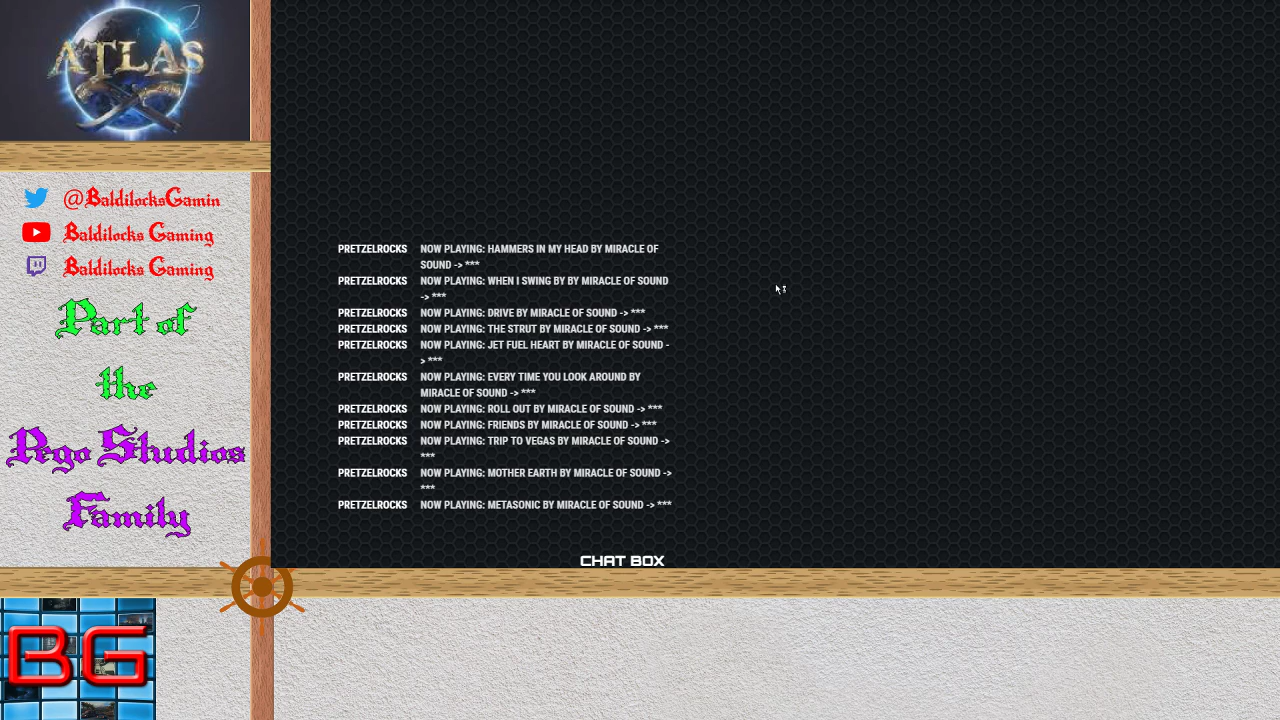 ATLAS
@BaldilocksGamin
Baldilocks Gaming
Baldilocks Gaming
Part of
the
Pego Studios
Family
PRETZELROCKS NOW PLAYING: HAMMERS IN MY HEAD BY MIRACLE OF
SOUND -> ***
PRETZELROCKS NOW PLAYING: WHEN I SWING BY BY MIRACLE OF SOUND
-> ***
PRETZELROCKS NOW PLAYING: DRIVE BY MIRACLE OF SOUND -> ***
PRETZELROCKS NOW PLAYING: THE STRUT BY MIRACLE OF SOUND -> ***
PRETZELROCKS NOW PLAYING: JET FUEL HEART BY MIRACLE OF SOUND -
> ***
PRETZELROCKS NOW PLAYING: EVERY TIME YOU LOOK AROUND BY
MIRACLE OF SOUND -> ***
PRETZELROCKS NOW PLAYING: ROLL OUT BY MIRACLE OF SOUND -> ***
PRETZELROCKS NOW PLAYING: FRIENDS BY MIRACLE OF SOUND -> ***
PRETZELROCKS NOW PLAYING: TRIP TO VEGAS BY MIRACLE OF SOUND ->
***
PRETZELROCKS NOW PLAYING: MOTHER EARTH BY MIRACLE OF SOUND ->
***
PRETZELROCKS NOW PLAYING: METASONIC BY MIRACLE OF SOUND -> ***
CHAT BOX
BG